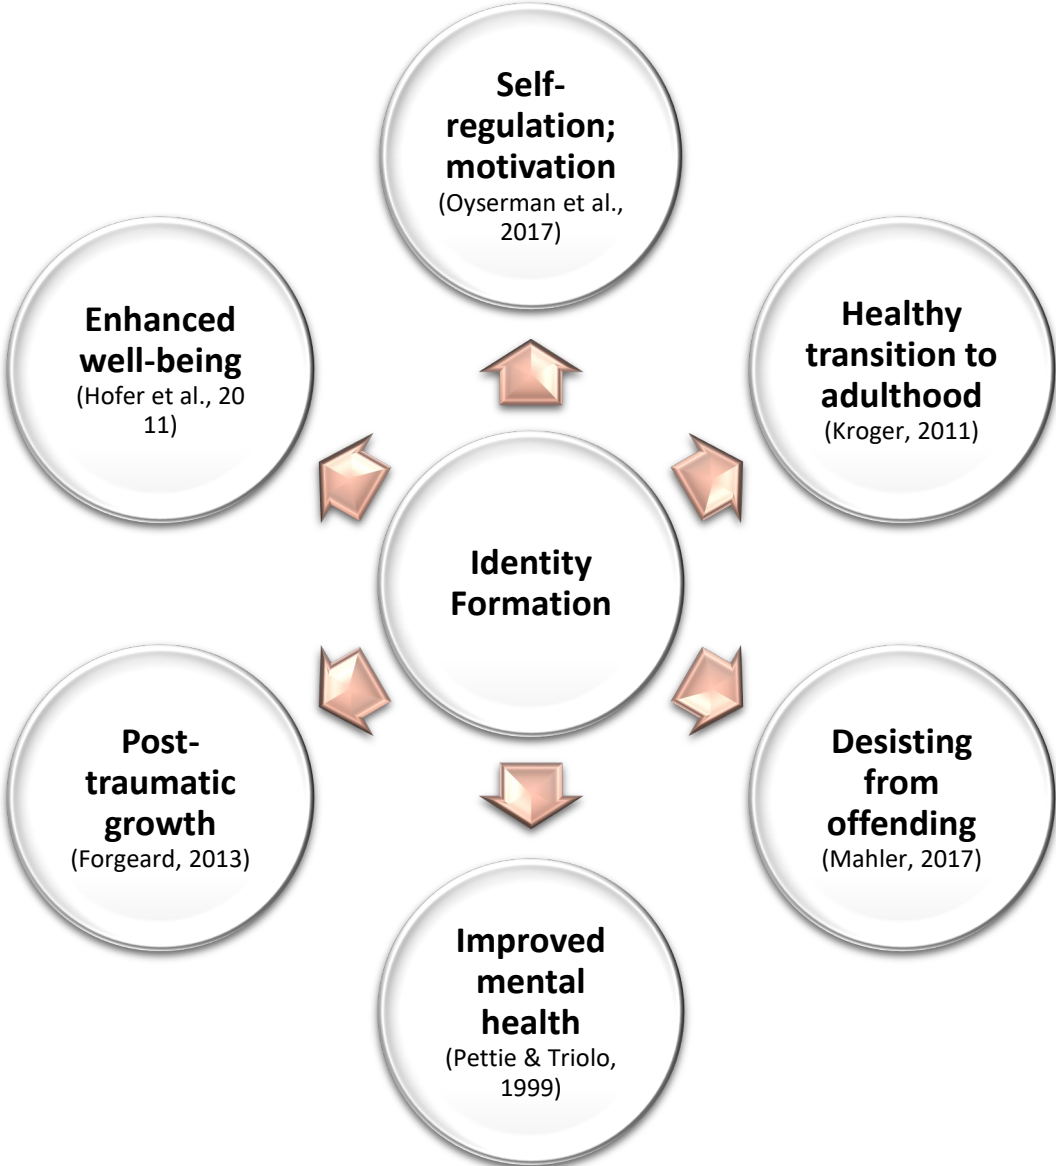 Self-
regulation;
motivation
(Oyserman et al.,
2017)
Healthy
transition to
adulthood
(Kroger, 2011)
Desisting
from
offending
(Mahler, 2017)
Improved
mental
health
(Pettie & Triolo,
1999)
Post-
traumatic
growth
(Forgeard, 2013)
Enhanced
well-being
(Hofer et al., 20
11)
Identity
Formation